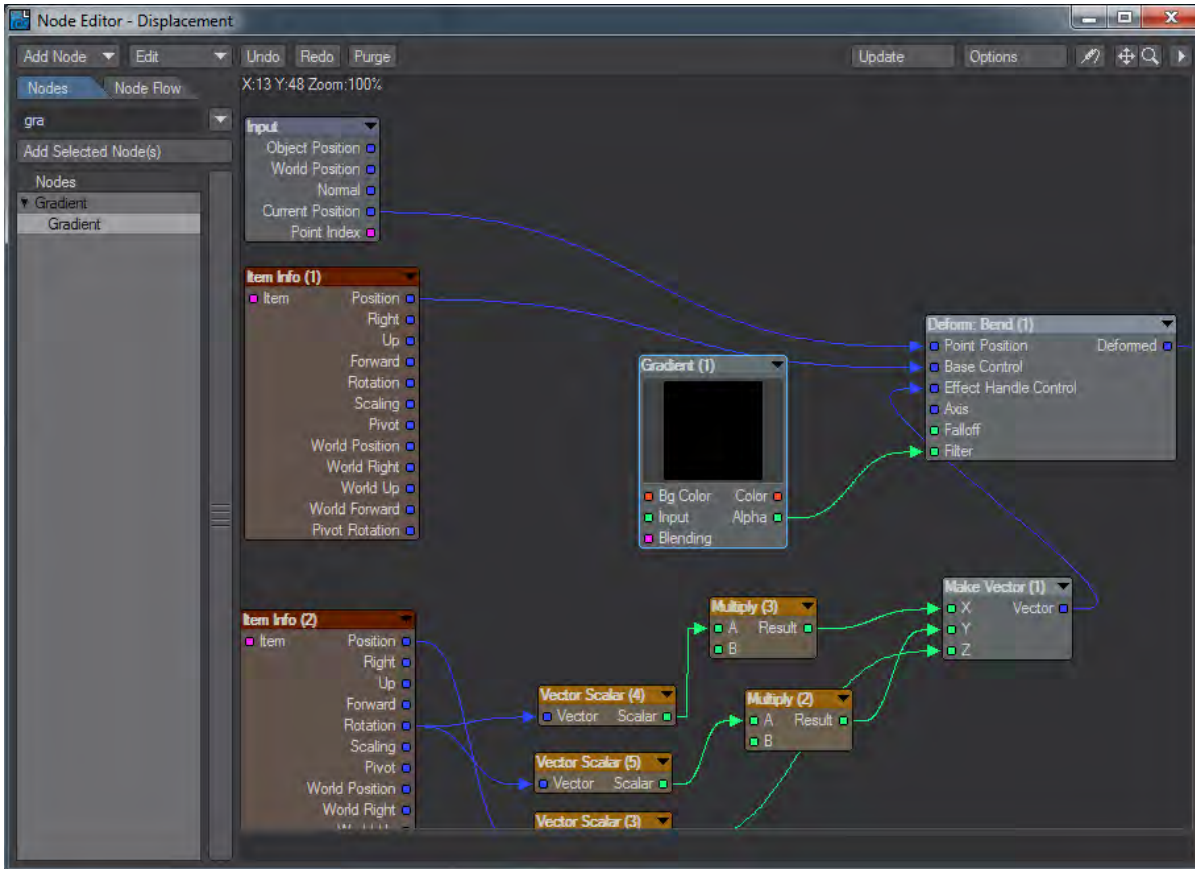 Node Editor - Displacement
Add Node Edit Undo Redo Purge Update Options
Nodes Node Flow
X:13 Y:48 Zoom:100%
gra
Add Selected Node(s)
Nodes
Gradient
Gradient
Input
Object Position
World Position
Normal
Current Position
Point Index
Item Info (1)
Item Position
Right
Up
Forward
Rotation
Scaling
Pivot
World Position
World Right
World Up
World Forward
Pivot Rotation
Gradient (1)
Bg Color Color
Input Alpha
Blending
Deform: Bend (1)
Point Position Deformed
Base Control
Effect Handle Control
Axis
Falloff
Filter
Item Info (2)
Item Position
Right
Up
Forward
Rotation
Scaling
Pivot
World Position
World Right
Vector Scalar (4)
Vector Scalar
Vector Scalar (5)
Vector Scalar
Vector Scalar (3)
Multiply (3)
A Result
B
Multiply (2)
A Result
B
Make Vector (1)
X Vector
Y
Z